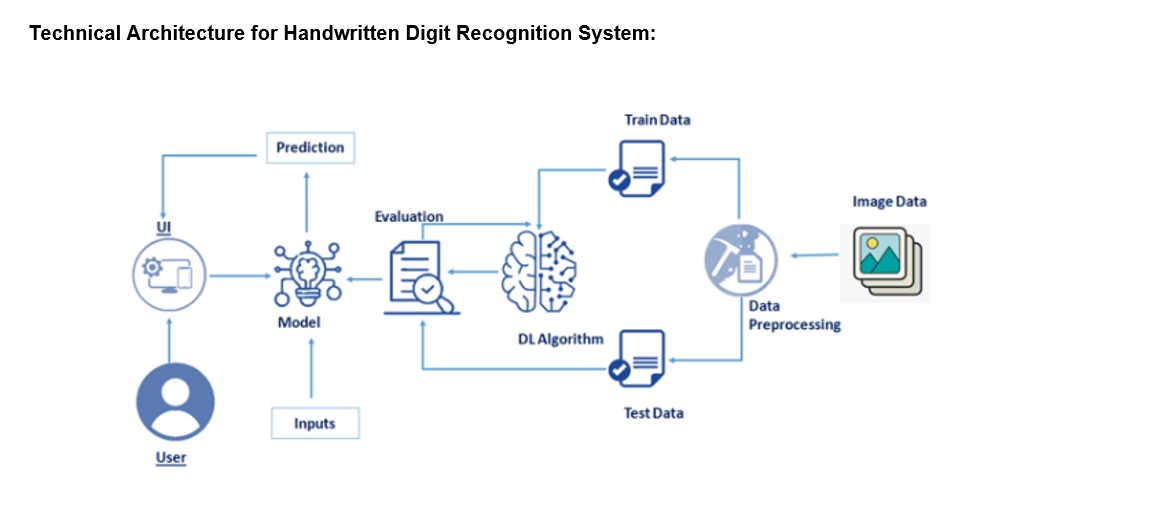 Technical Architecture for Handwritten Digit Recognition System:
Train Data
Prediction
Image Data
Evaluation
UI
Data
Preprocessing
Model
DL Algorithm
Test Data
Inputs
User